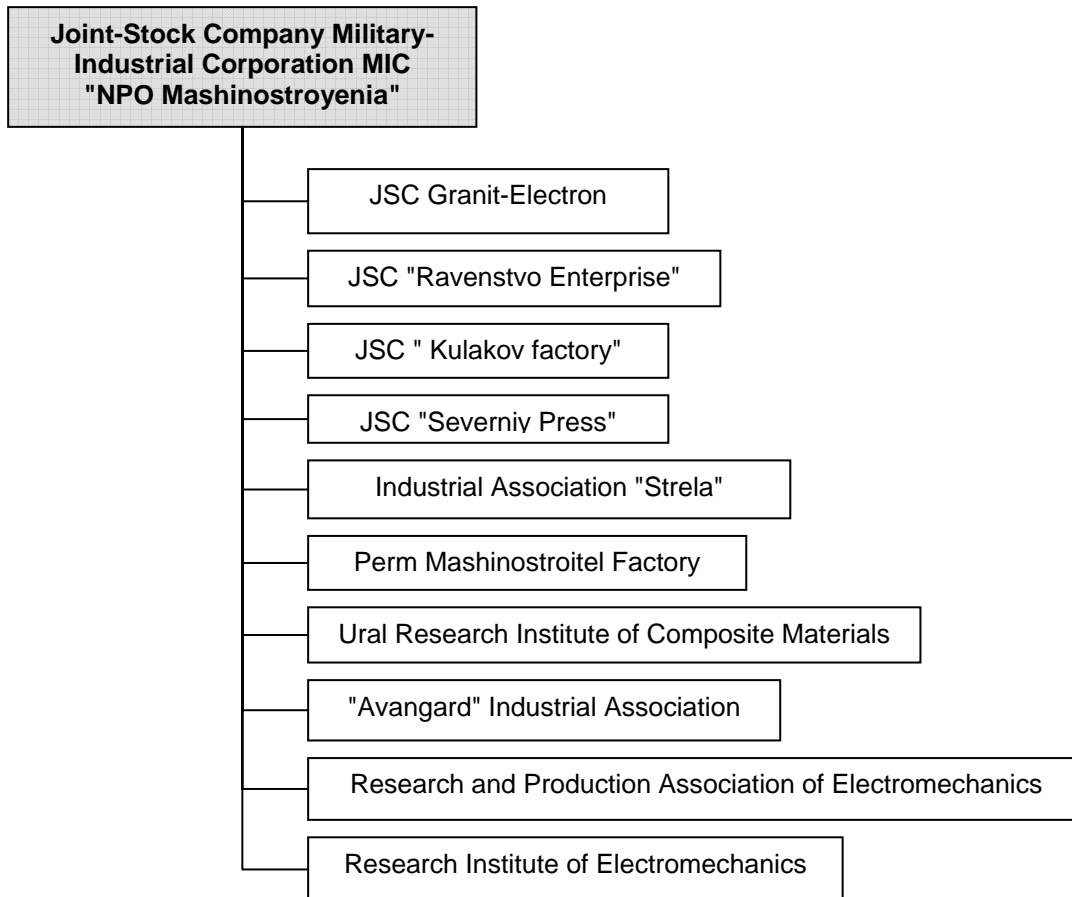 Joint-Stock Company Military-
Industrial Corporation MIC
"NPO Mashinostroyenia"
JSC Granit-Electron
JSC "Ravenstvo Enterprise"
JSC " Kulakov factory"
JSC "Severniy Press"
Industrial Association "Strela"
Perm Mashinostroitel Factory
Ural Research Institute of Composite Materials
"Avangard" Industrial Association
Research and Production Association of Electromechanics
Research Institute of Electromechanics